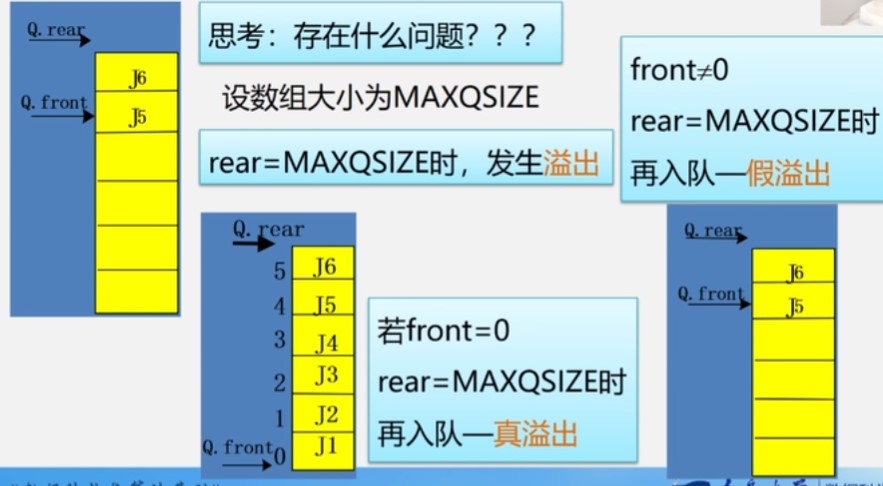 Q.rear
J6
Q.front
J5
思考：存在什么问题？？？
设数组大小为MAXQSIZE
rear=MAXQSIZE时，发生溢出
front≠0
rear=MAXQSIZE时
再入队—假溢出
Q.rear
5 J6
4 J5
3 J4
2 J3
1 J2
Q.front 0 J1
若front=0
rear=MAXQSIZE时
再入队—真溢出
Q.rear
J6
Q.front
J5